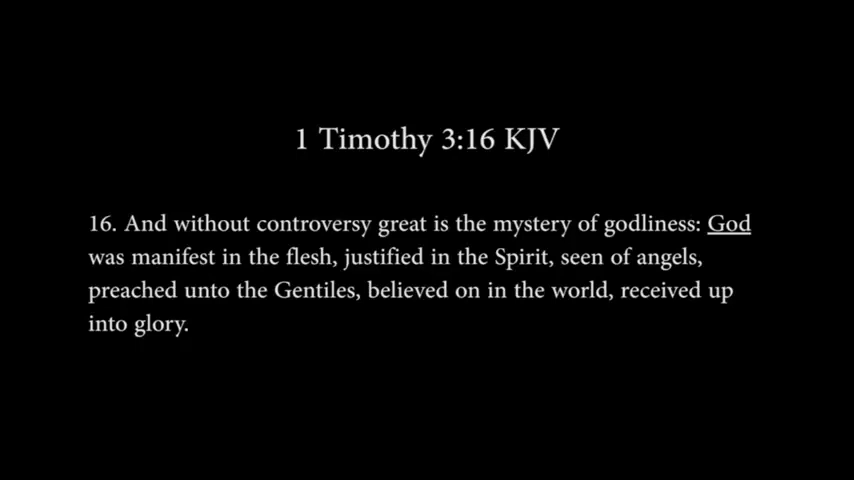 1 Timothy 3:16 KJV
16. And without controversy great is the mystery of godliness: God
was manifest in the flesh, justified in the Spirit, seen of angels,
preached unto the Gentiles, believed on in the world, received up
into glory.